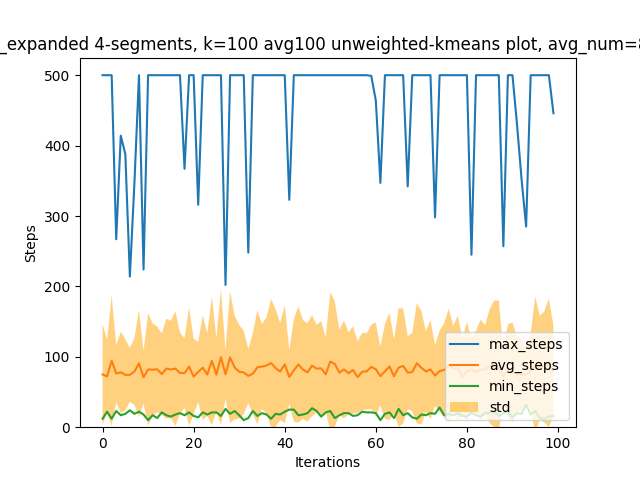 _expanded 4-segments, k=100 avg100 unweighted-kmeans plot, avg_num=8
500
400
300
200
100
0
Steps
0 20 40 60 80 100
Iterations
max_steps
avg_steps
min_steps
std